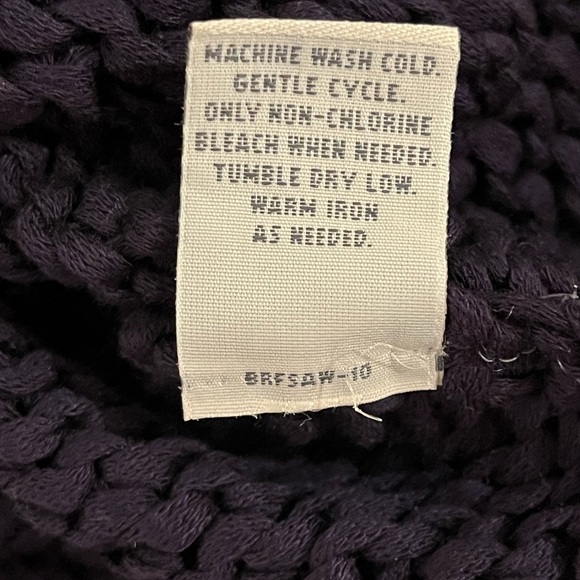 MACHINE WASH COLD.
GENTLE CYCLE.
ONLY NON-CHLORINE
BLEACH WHEN NEEDED.
TUMBLE DRY LOW.
WARM IRON
AS NEEDED.
BRFSAW-10